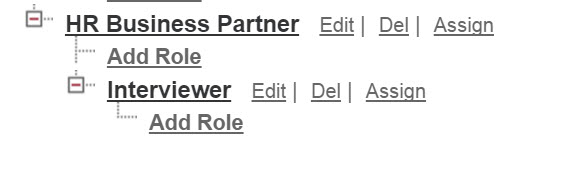 HR Business Partner Edit | Del | Assign
Add Role
Interviewer Edit | Del | Assign
Add Role